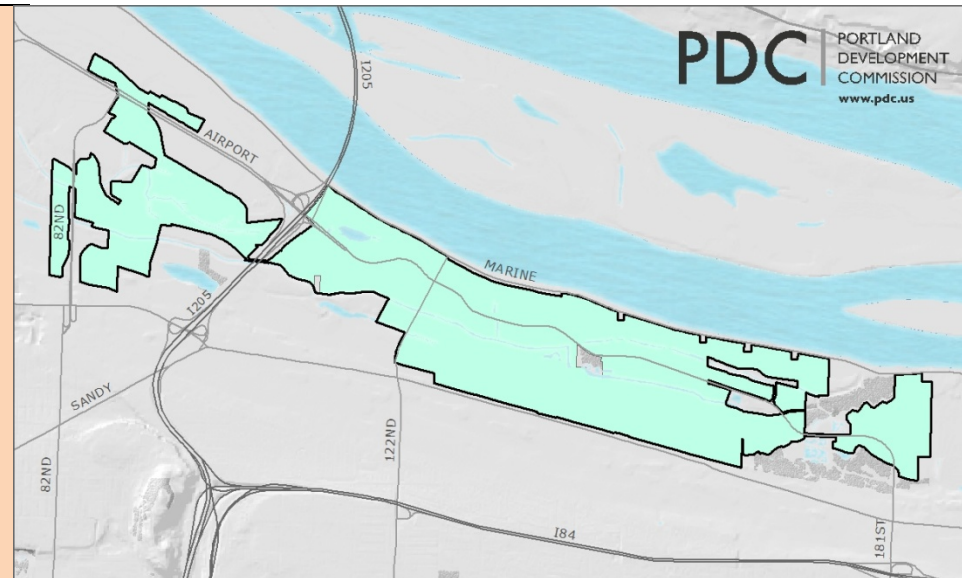 PDC
PORTLAND
DEVELOPMENT
COMMISSION
www.pdc.us
I205
AIRPORT
82ND
MARINE
I205
SANDY
122ND
82ND
I84
181ST